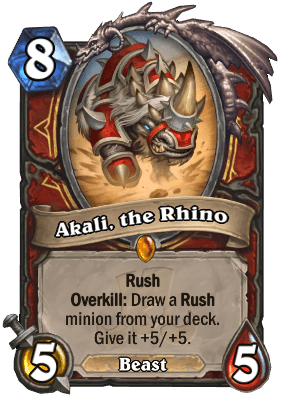 8
Akali, the Rhino
Rush
Overkill: Draw a Rush
minion from your deck.
Give it +5/+5.
5
Beast
5